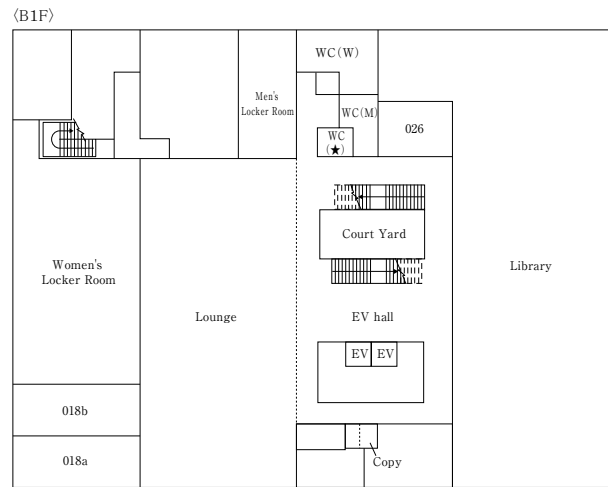 〈B1F〉
WC(W)
Men's
Locker Room
WC(M)
026
WC
(★)
Court Yard
Women's
Locker Room
Library
Lounge
EV hall
EV EV
018b
018a
Copy